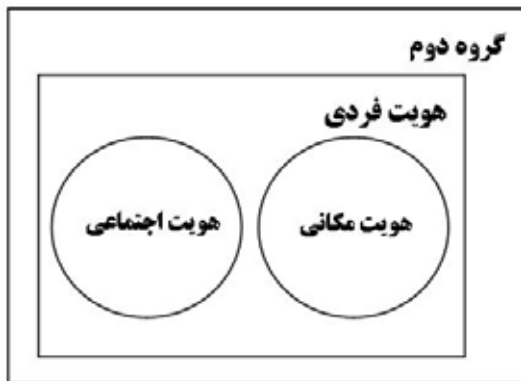 گروه دوم
هویت فردی
هویت مکانی
هویت اجتماعی